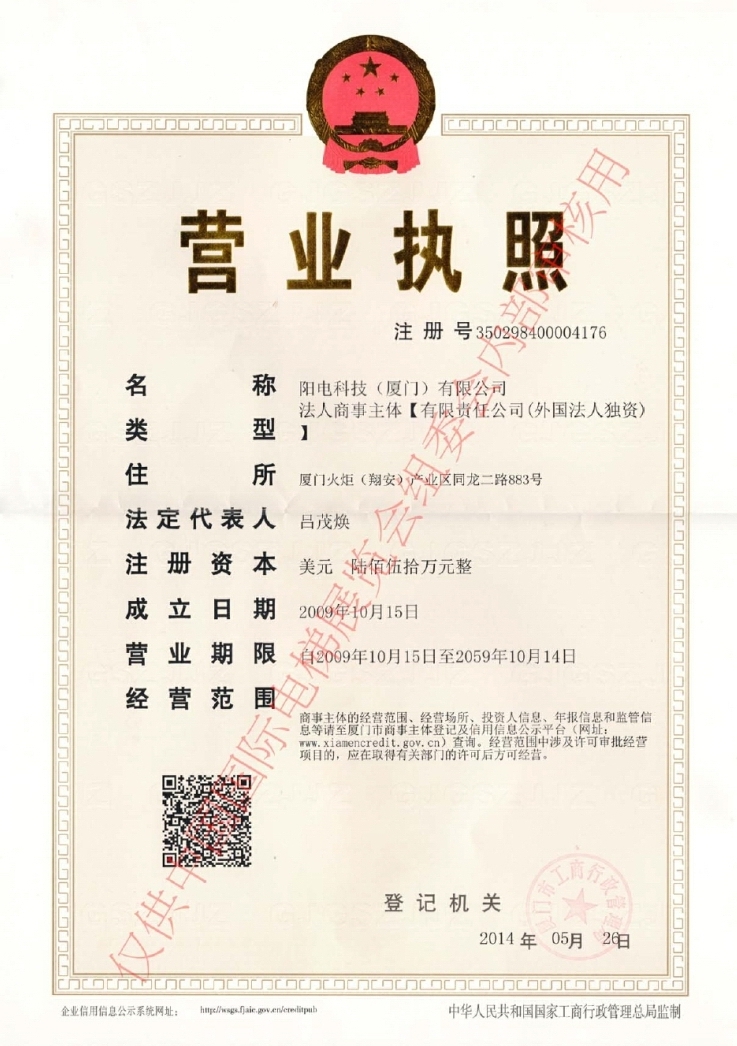 营业执照
注 册 号350298400004176
名 称 阳电科技（厦门）有限公司
类 型 法人商事主体【有限责任公司(外国法人独资)
】
住 所 厦门火炬（翔安）产业区同龙二路883号
法定代表人 吕茂焕
注 册 资 本 美元 陆佰伍拾万元整
成 立 日 期 2009年10月15日
营 业 期 限 自2009年10月15日至2059年10月14日
经 营 范 围
商事主体的经营范围、经营场所、投资人信息、年报信息和监管信
息等请至厦门市商事主体登记及信用信息公示平台（网址：
www.xiamencredit.gov.cn）查询。经营范围中涉及许可审批经营
项目的，应在取得有关部门的许可后方可经营。
仅供中国国际电梯展览会组委会内部审核用
登 记 机 关
厦门市工商行政管理局
2014 年 05月 26日
企业信用信息公示系统网址： http://wsgs.fjaic.gov.cn/creditpub
中华人民共和国国家工商行政管理总局监制